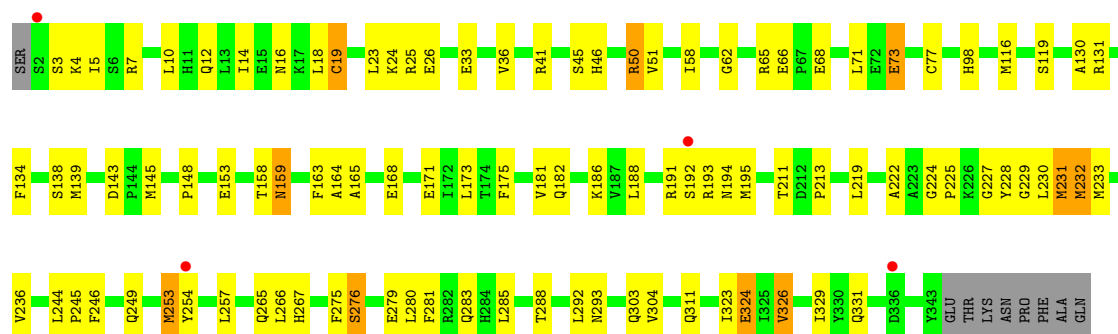 SER S2 S3 K4 I5 S6 R7 L10 H11 Q12 L13 I14 E15 N16 K17 L18 C19 L23 K24 R25 E26 E33 V36 R41 S45 H46 R50 V51 I58 G62 R65 E66 P67 E68 L71 E72 E73 C77 H98 M116 S119 A130 R131
F134 S138 M139 D143 P144 M145 P148 E153 T158 N159 F163 A164 A165 E168 E171 I172 L173 T174 F175 V181 Q182 K186 V187 L188 R191 S192 R193 N194 M195 T211 D212 P213 L219 A222 A223 G224 P225 K226 G227 Y228 G229 L230 M231 M232 M233
V236 L244 P245 F246 Q249 M253 Y254 L257 Q265 L266 H267 F275 S276 E279 L280 F281 R282 Q283 H284 L285 T288 L292 N293 Q303 V304 Q311 I323 E324 I325 V326 I329 Y330 Q331 D336 Y343 GLU THR LYS ASN PRO PHE ALA GLN